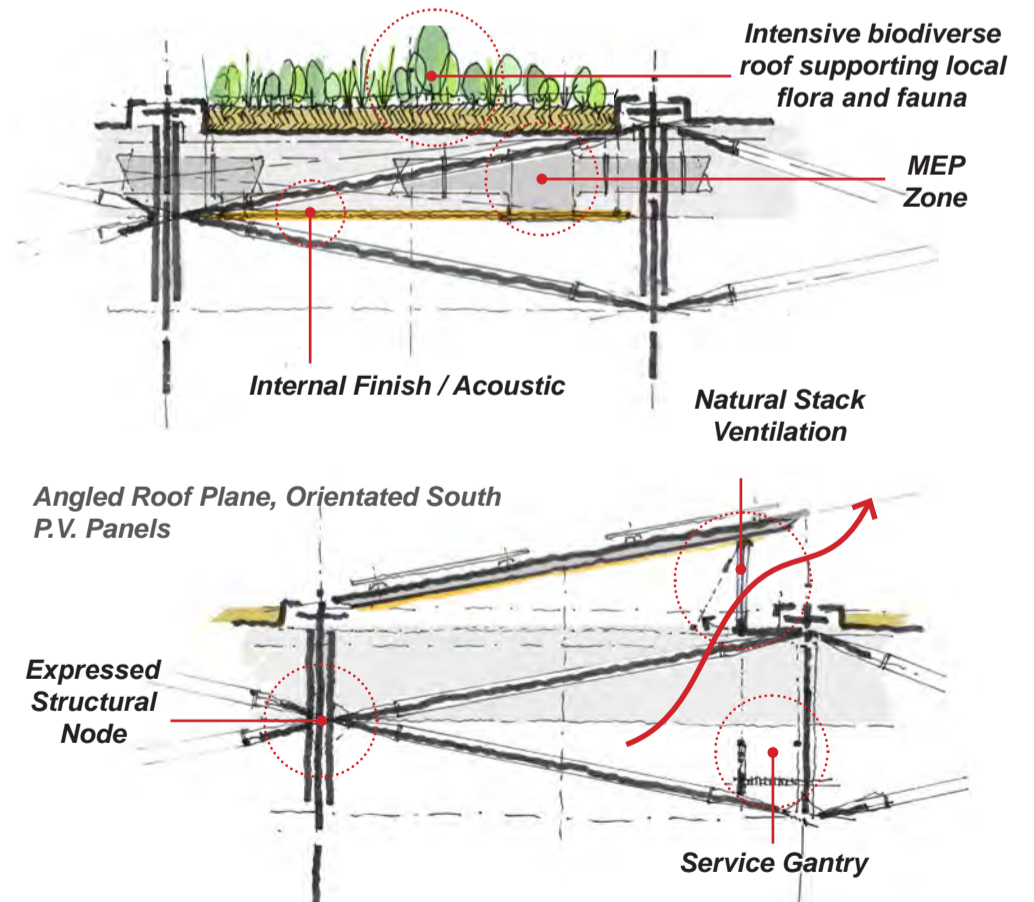 Intensive biodiverse
roof supporting local
flora and fauna
MEP
Zone
Internal Finish / Acoustic
Natural Stack
Ventilation
Angled Roof Plane, Orientated South
P.V. Panels
Expressed
Structural
Node
Service Gantry